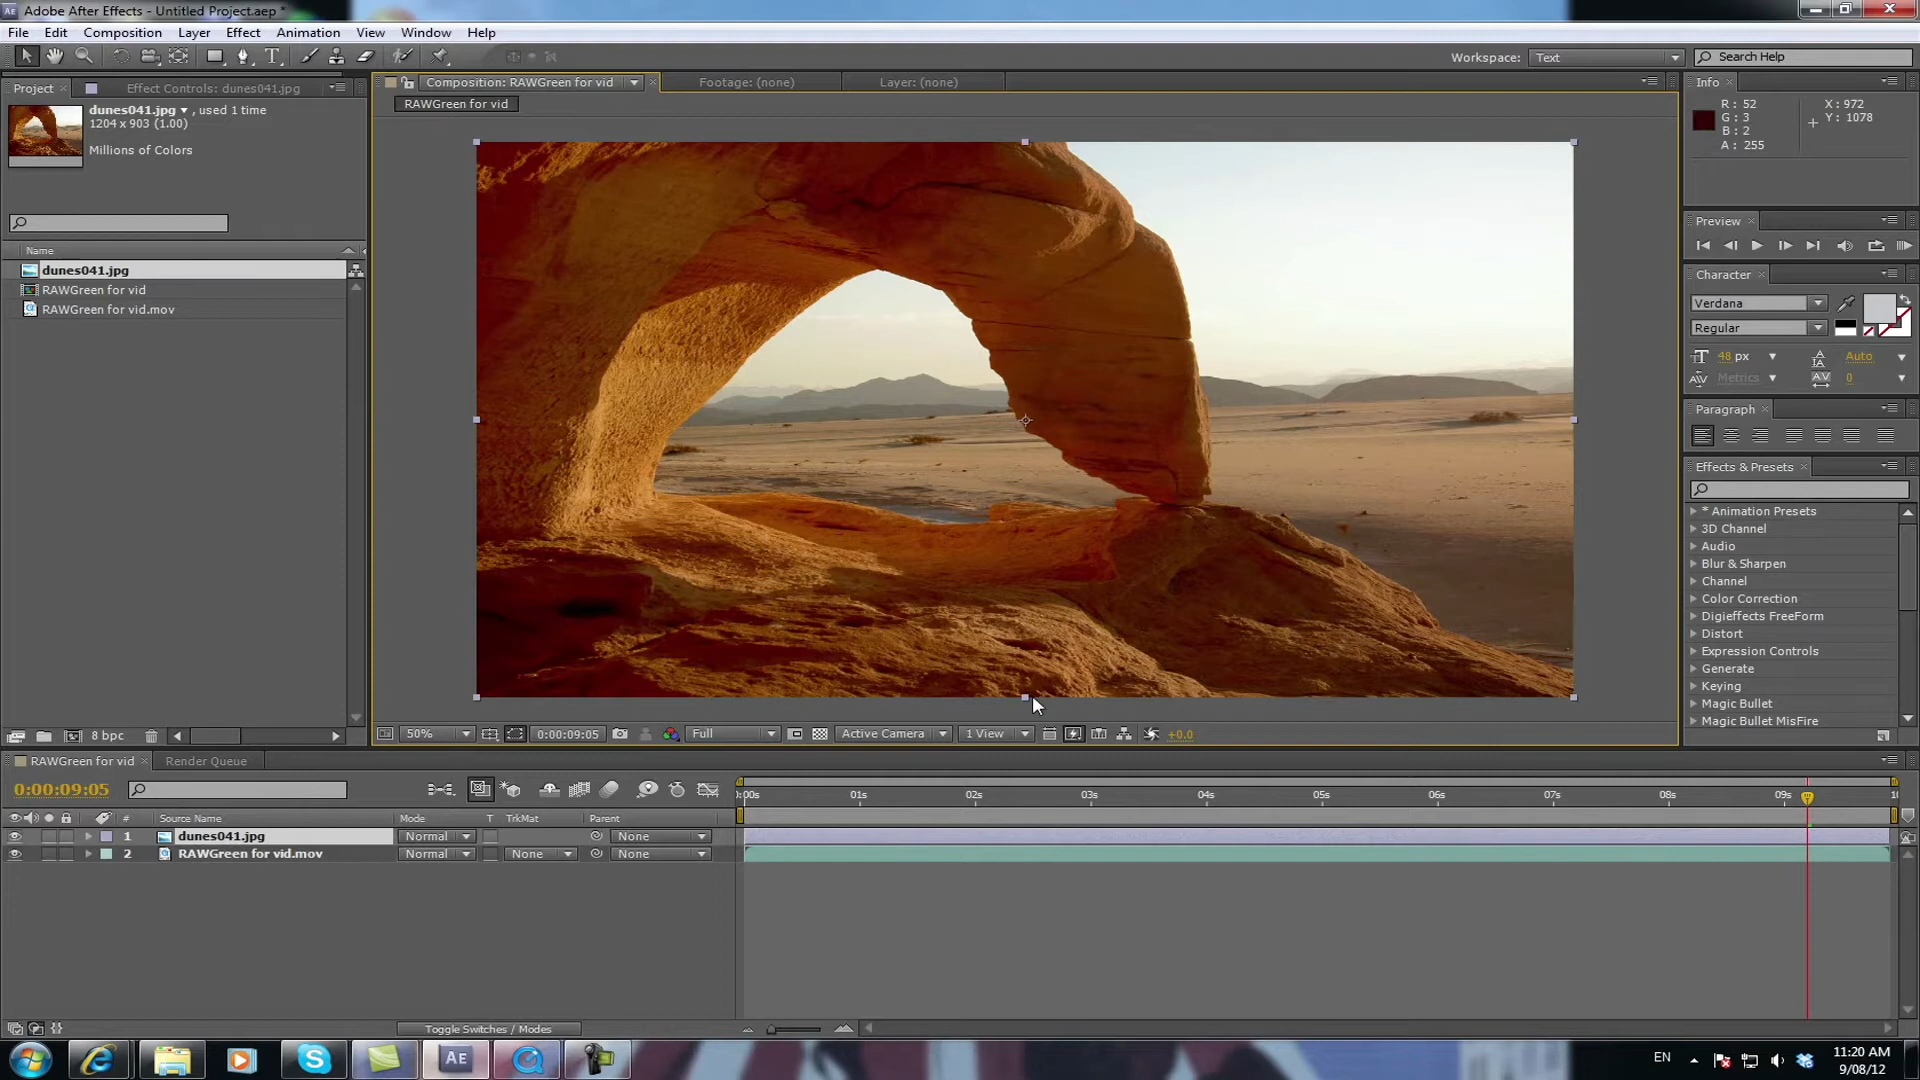 Adobe After Effects - Untitled Project.aep *
File Edit Composition Layer Effect Animation View Window Help
Workspace: Text Search Help
Project Effect Controls: dunes041.jpg
dunes041.jpg ▾ , used 1 time
1204 x 903 (1.00)
Millions of Colors
Name
dunes041.jpg
RAWGreen for vid
RAWGreen for vid.mov
8 bpc
Composition: RAWGreen for vid Footage: (none) Layer: (none)
RAWGreen for vid
50% 0:00:09:05 Full Active Camera 1 View +0.0
Info
R : 52 X : 972
G : 3 Y : 1078
B : 2
A : 255
Preview
Character
Verdana
Regular
48 px Auto
Metrics 0
Paragraph
Effects & Presets
* Animation Presets
3D Channel
Audio
Blur & Sharpen
Channel
Color Correction
Digieffects FreeForm
Distort
Expression Controls
Generate
Keying
Magic Bullet
Magic Bullet MisFire
RAWGreen for vid Render Queue
0:00:09:05
:00s 01s 02s 03s 04s 05s 06s 07s 08s 09s 10
# Source Name Mode T TrkMat Parent
1 dunes041.jpg Normal None
2 RAWGreen for vid.mov Normal None None
Toggle Switches / Modes
EN 11:20 AM
9/08/12